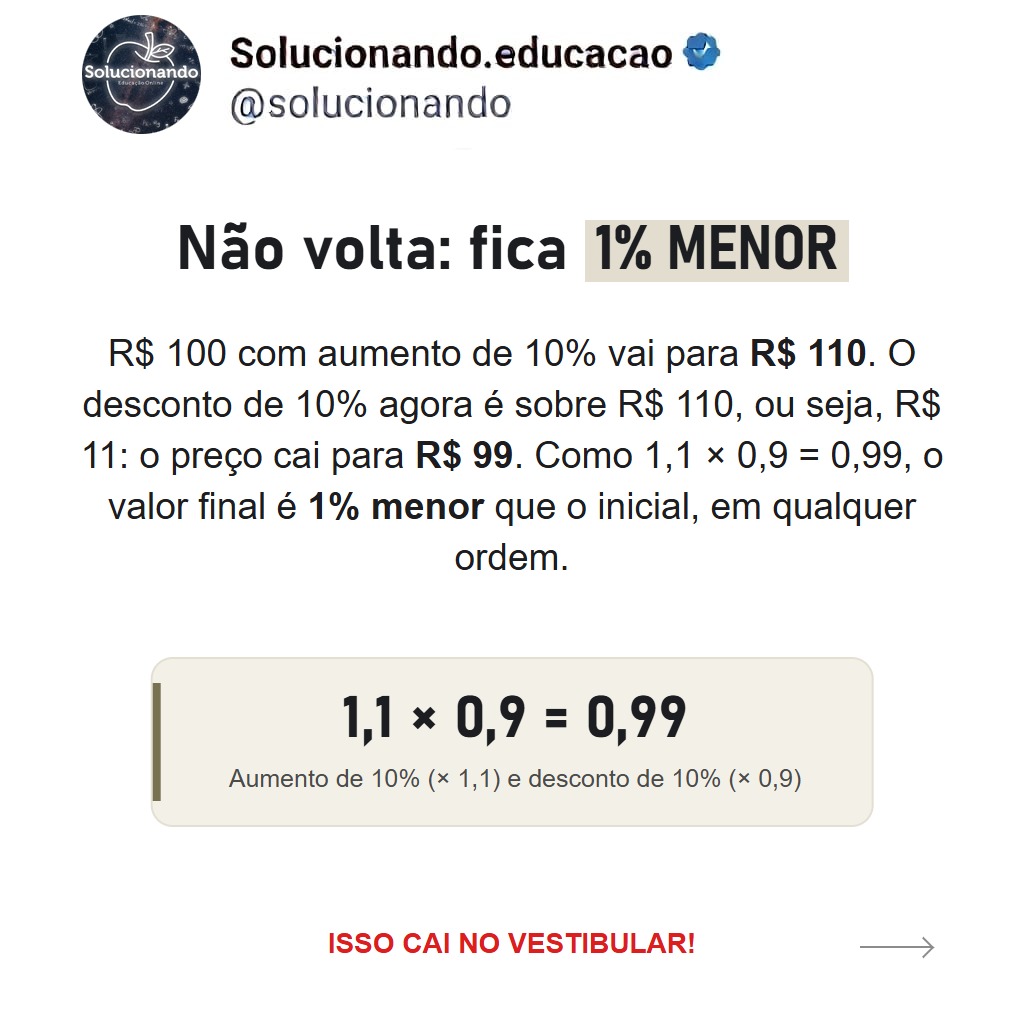 Solucionando
Educação Online
Solucionando.educacao
@solucionando
Não volta: fica 1% MENOR
R$ 100 com aumento de 10% vai para R$ 110. O
desconto de 10% agora é sobre R$ 110, ou seja, R$
11: o preço cai para R$ 99. Como 1,1 × 0,9 = 0,99, o
valor final é 1% menor que o inicial, em qualquer
ordem.
1,1 × 0,9 = 0,99
Aumento de 10% (× 1,1) e desconto de 10% (× 0,9)
ISSO CAI NO VESTIBULAR!